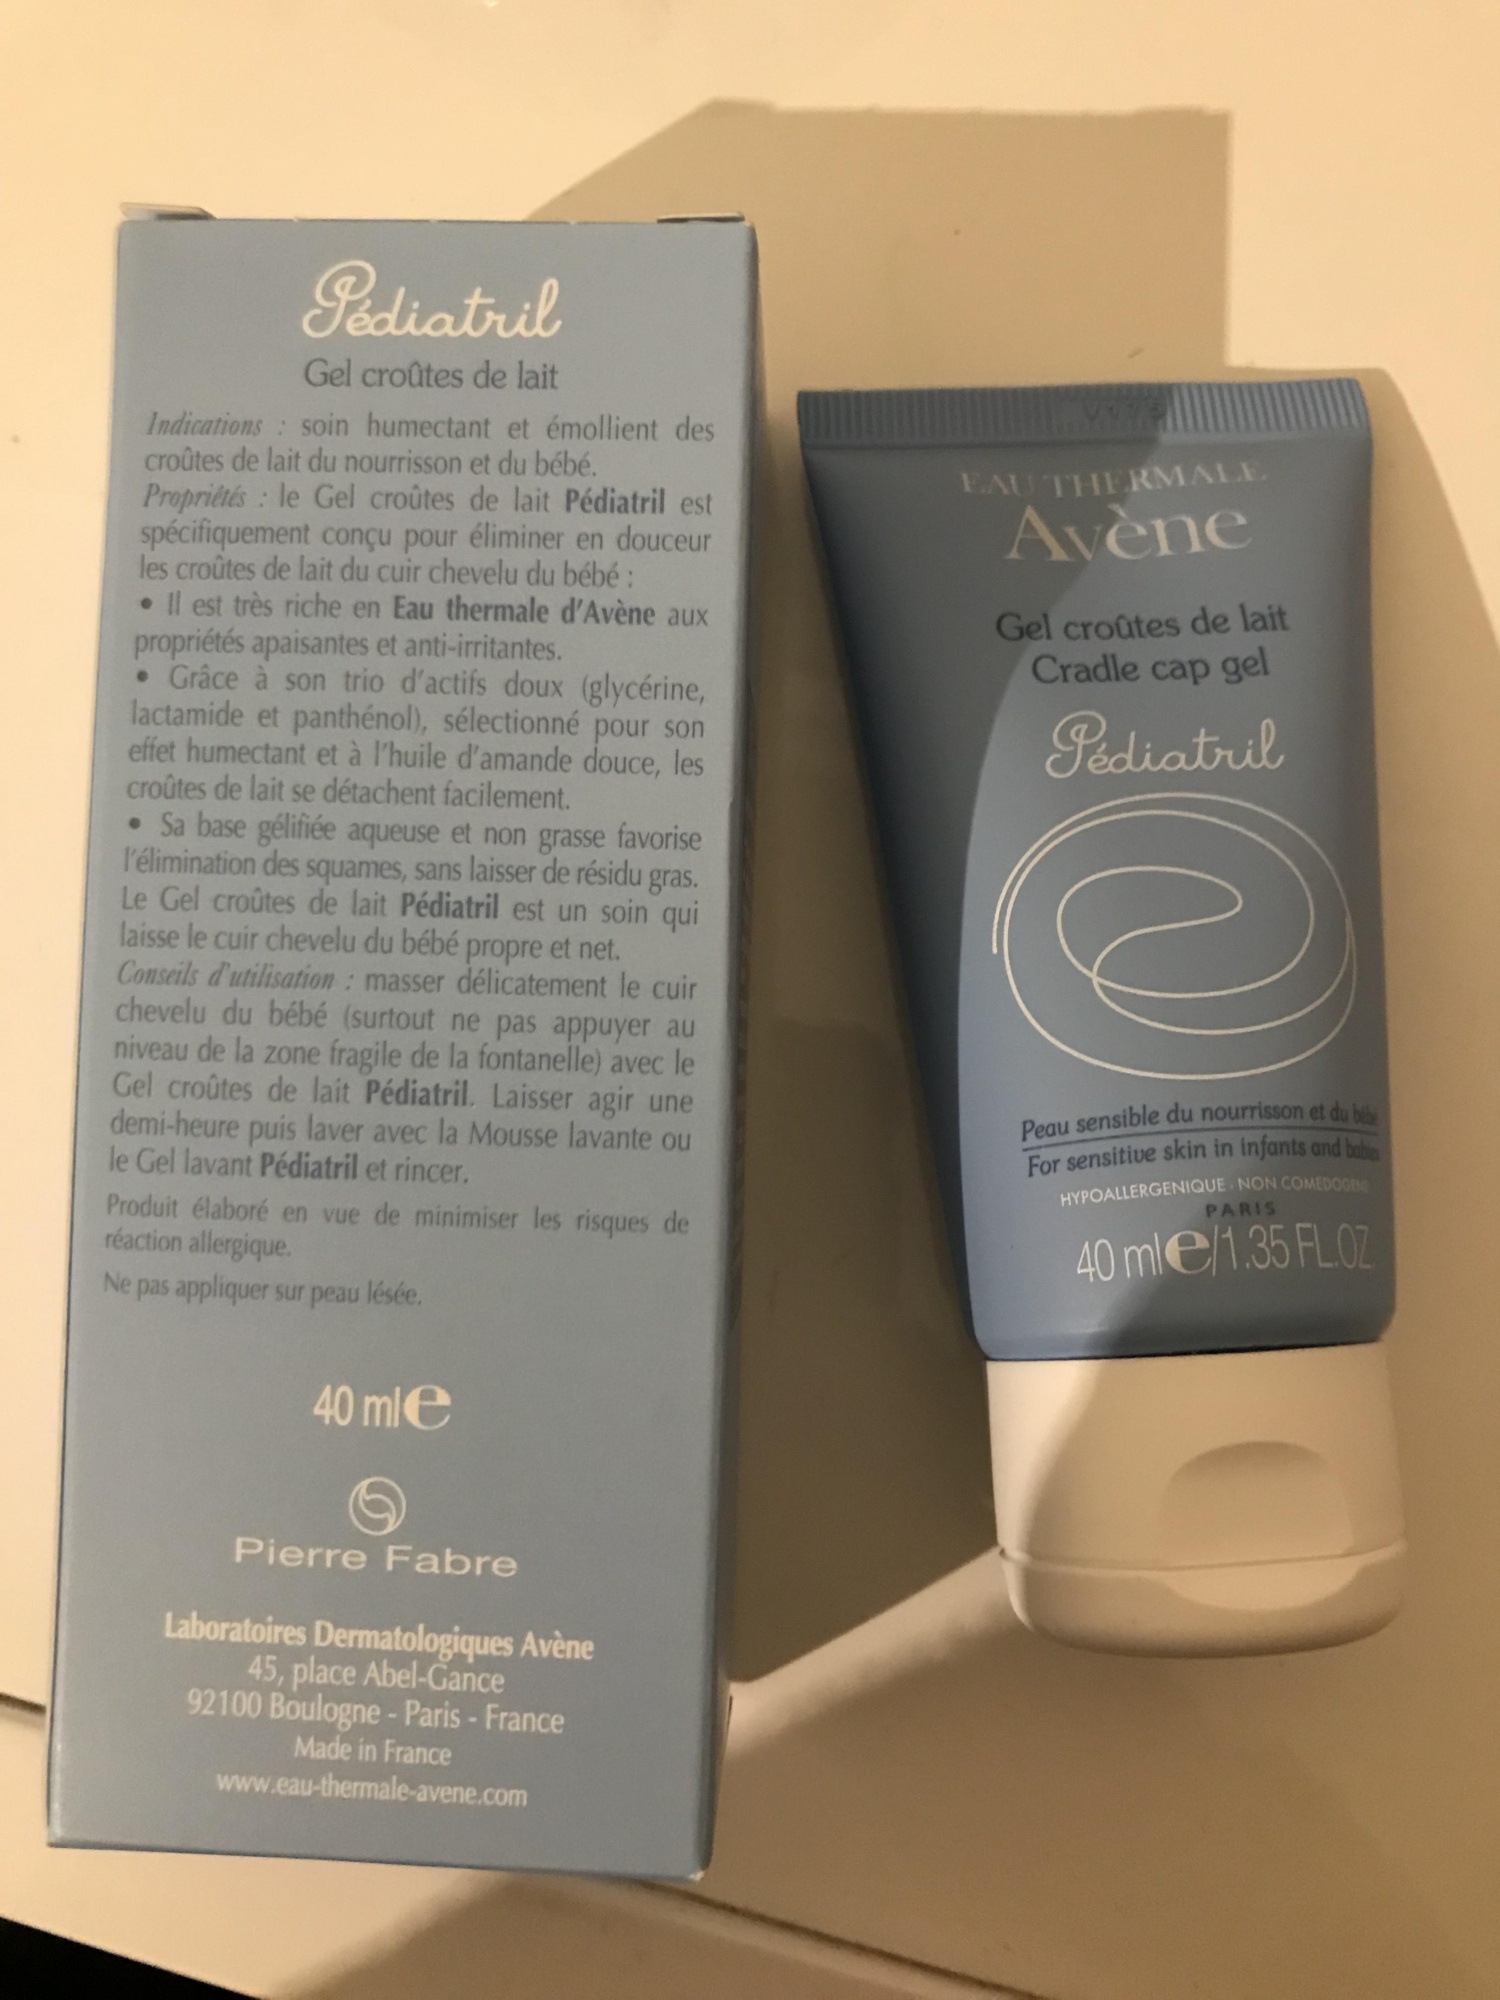 Pédiatril
Gel croûtes de lait
Indications : soin humectant et émollient des
croûtes de lait du nourrisson et du bébé.
Propriétés : le Gel croûtes de lait Pédiatril est
spécifiquement conçu pour éliminer en douceur
les croûtes de lait du cuir chevelu du bébé :
• Il est très riche en Eau thermale d'Avène aux
propriétés apaisantes et anti-irritantes.
• Grâce à son trio d'actifs doux (glycérine,
lactamide et panthénol), sélectionné pour son
effet humectant et à l'huile d'amande douce, les
croûtes de lait se détachent facilement.
• Sa base gélifiée aqueuse et non grasse favorise
l'élimination des squames, sans laisser de résidu gras.
Le Gel croûtes de lait Pédiatril est un soin qui
laisse le cuir chevelu du bébé propre et net.
Conseils d'utilisation : masser délicatement le cuir
chevelu du bébé (surtout ne pas appuyer au
niveau de la zone fragile de la fontanelle) avec le
Gel croûtes de lait Pédiatril. Laisser agir une
demi-heure puis laver avec la Mousse lavante ou
le Gel lavant Pédiatril et rincer.
Produit élaboré en vue de minimiser les risques de
réaction allergique.
Ne pas appliquer sur peau lésée.
40 ml e
Pierre Fabre
Laboratoires Dermatologiques Avène
45, place Abel-Gance
92100 Boulogne - Paris - France
Made in France
www.eau-thermale-avene.com
EAU THERMALE
Avène
Gel croûtes de lait
Cradle cap gel
Pédiatril
Peau sensible du nourrisson et du bébé
For sensitive skin in infants and babies
HYPOALLERGENIQUE . NON COMEDOGENE
PARIS
40 ml e/1.35 FL.OZ.